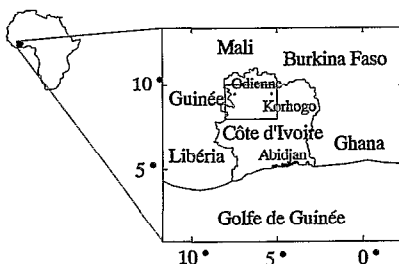 Mali
Burkina Faso
10
Odienne
Guinée
Korhogo
Côte d'Ivoire
Libéria
Ghana
Abidjan
5
Golfe de Guinée
10 5 0